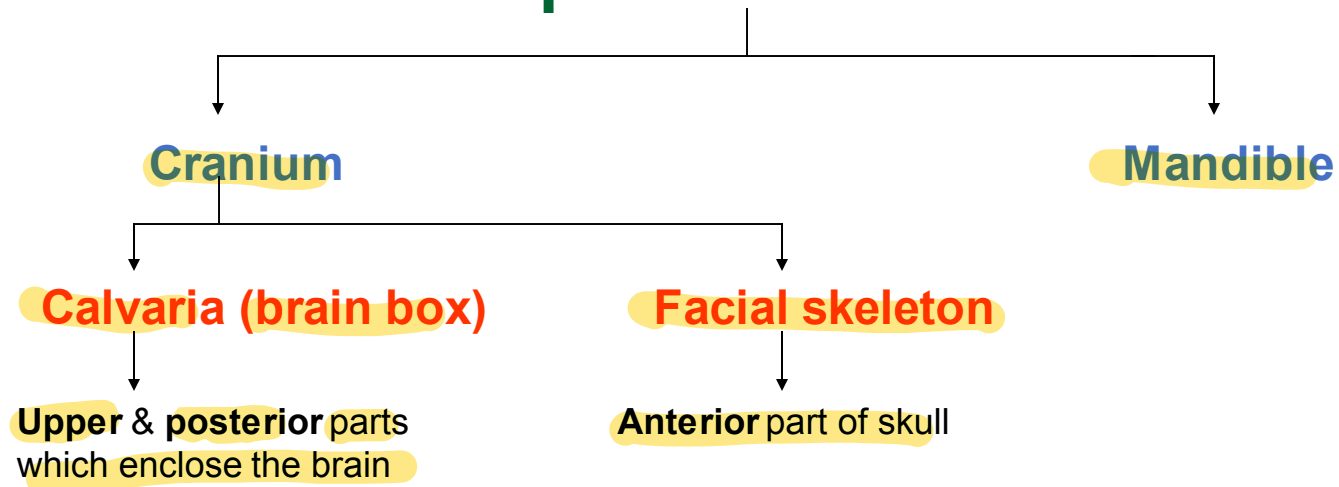 Cranium
Mandible
Calvaria (brain box)
Facial skeleton
Upper & posterior parts
which enclose the brain
Anterior part of skull